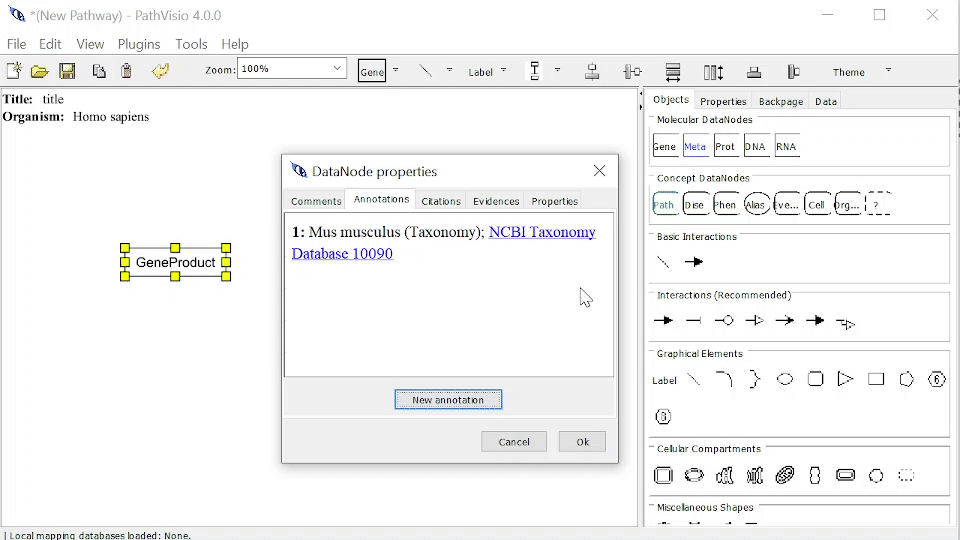 *(New Pathway) - PathVisio 4.0.0
File Edit View Plugins Tools Help
Zoom: 100% Gene Label Theme
Title: title
Organism: Homo sapiens
GeneProduct
DataNode properties
Comments Annotations Citations Evidences Properties
1: Mus musculus (Taxonomy); NCBI Taxonomy
Database 10090
New annotation
Cancel Ok
Objects Properties Backpage Data
Molecular DataNodes
Gene Meta Prot DNA RNA
Concept DataNodes
Path Dise Phen Alias Eve... Cell Org... ?
Basic Interactions
Interactions (Recommended)
Graphical Elements
Label 6
8
Cellular Compartments
Miscellaneous Shapes
| Local mapping databases loaded: None.